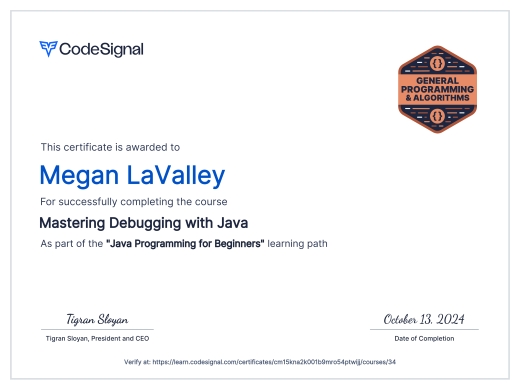 CodeSignal
GENERAL
PROGRAMMING
& ALGORITHMS
This certificate is awarded to
Megan LaValley
For successfully completing the course
Mastering Debugging with Java
As part of the "Java Programming for Beginners" learning path
Tigran Sloyan
October 13, 2024
Tigran Sloyan, President and CEO
Date of Completion
Verify at: https://learn.codesignal.com/certificates/cm15kna2k001b9mro54ptwijj/courses/34